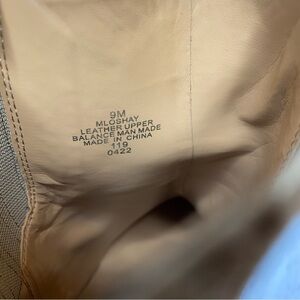 9M
MLOSHAY
LEATHER UPPER
BALANCE MAN MADE
MADE IN CHINA
119
0422